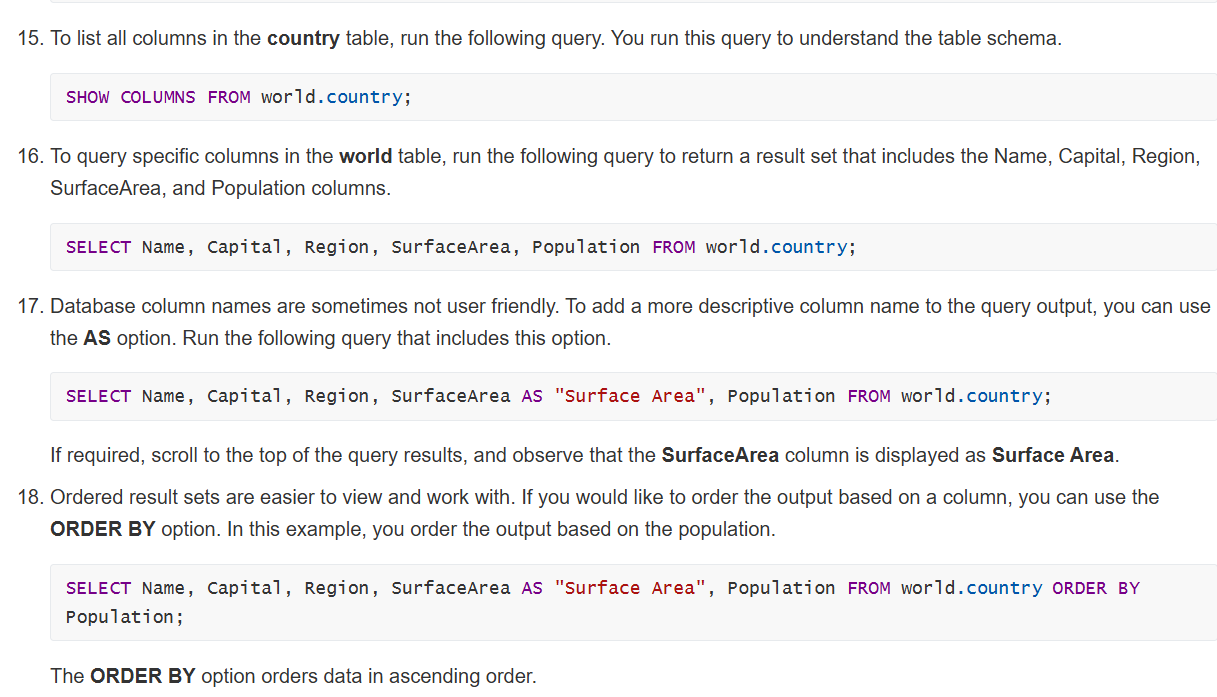 15. To list all columns in the country table, run the following query. You run this query to understand the table schema.
SHOW COLUMNS FROM world.country;
16. To query specific columns in the world table, run the following query to return a result set that includes the Name, Capital, Region,
SurfaceArea, and Population columns.
SELECT Name, Capital, Region, SurfaceArea, Population FROM world.country;
17. Database column names are sometimes not user friendly. To add a more descriptive column name to the query output, you can use
the AS option. Run the following query that includes this option.
SELECT Name, Capital, Region, SurfaceArea AS "Surface Area", Population FROM world.country;
If required, scroll to the top of the query results, and observe that the SurfaceArea column is displayed as Surface Area.
18. Ordered result sets are easier to view and work with. If you would like to order the output based on a column, you can use the
ORDER BY option. In this example, you order the output based on the population.
SELECT Name, Capital, Region, SurfaceArea AS "Surface Area", Population FROM world.country ORDER BY
Population;
The ORDER BY option orders data in ascending order.